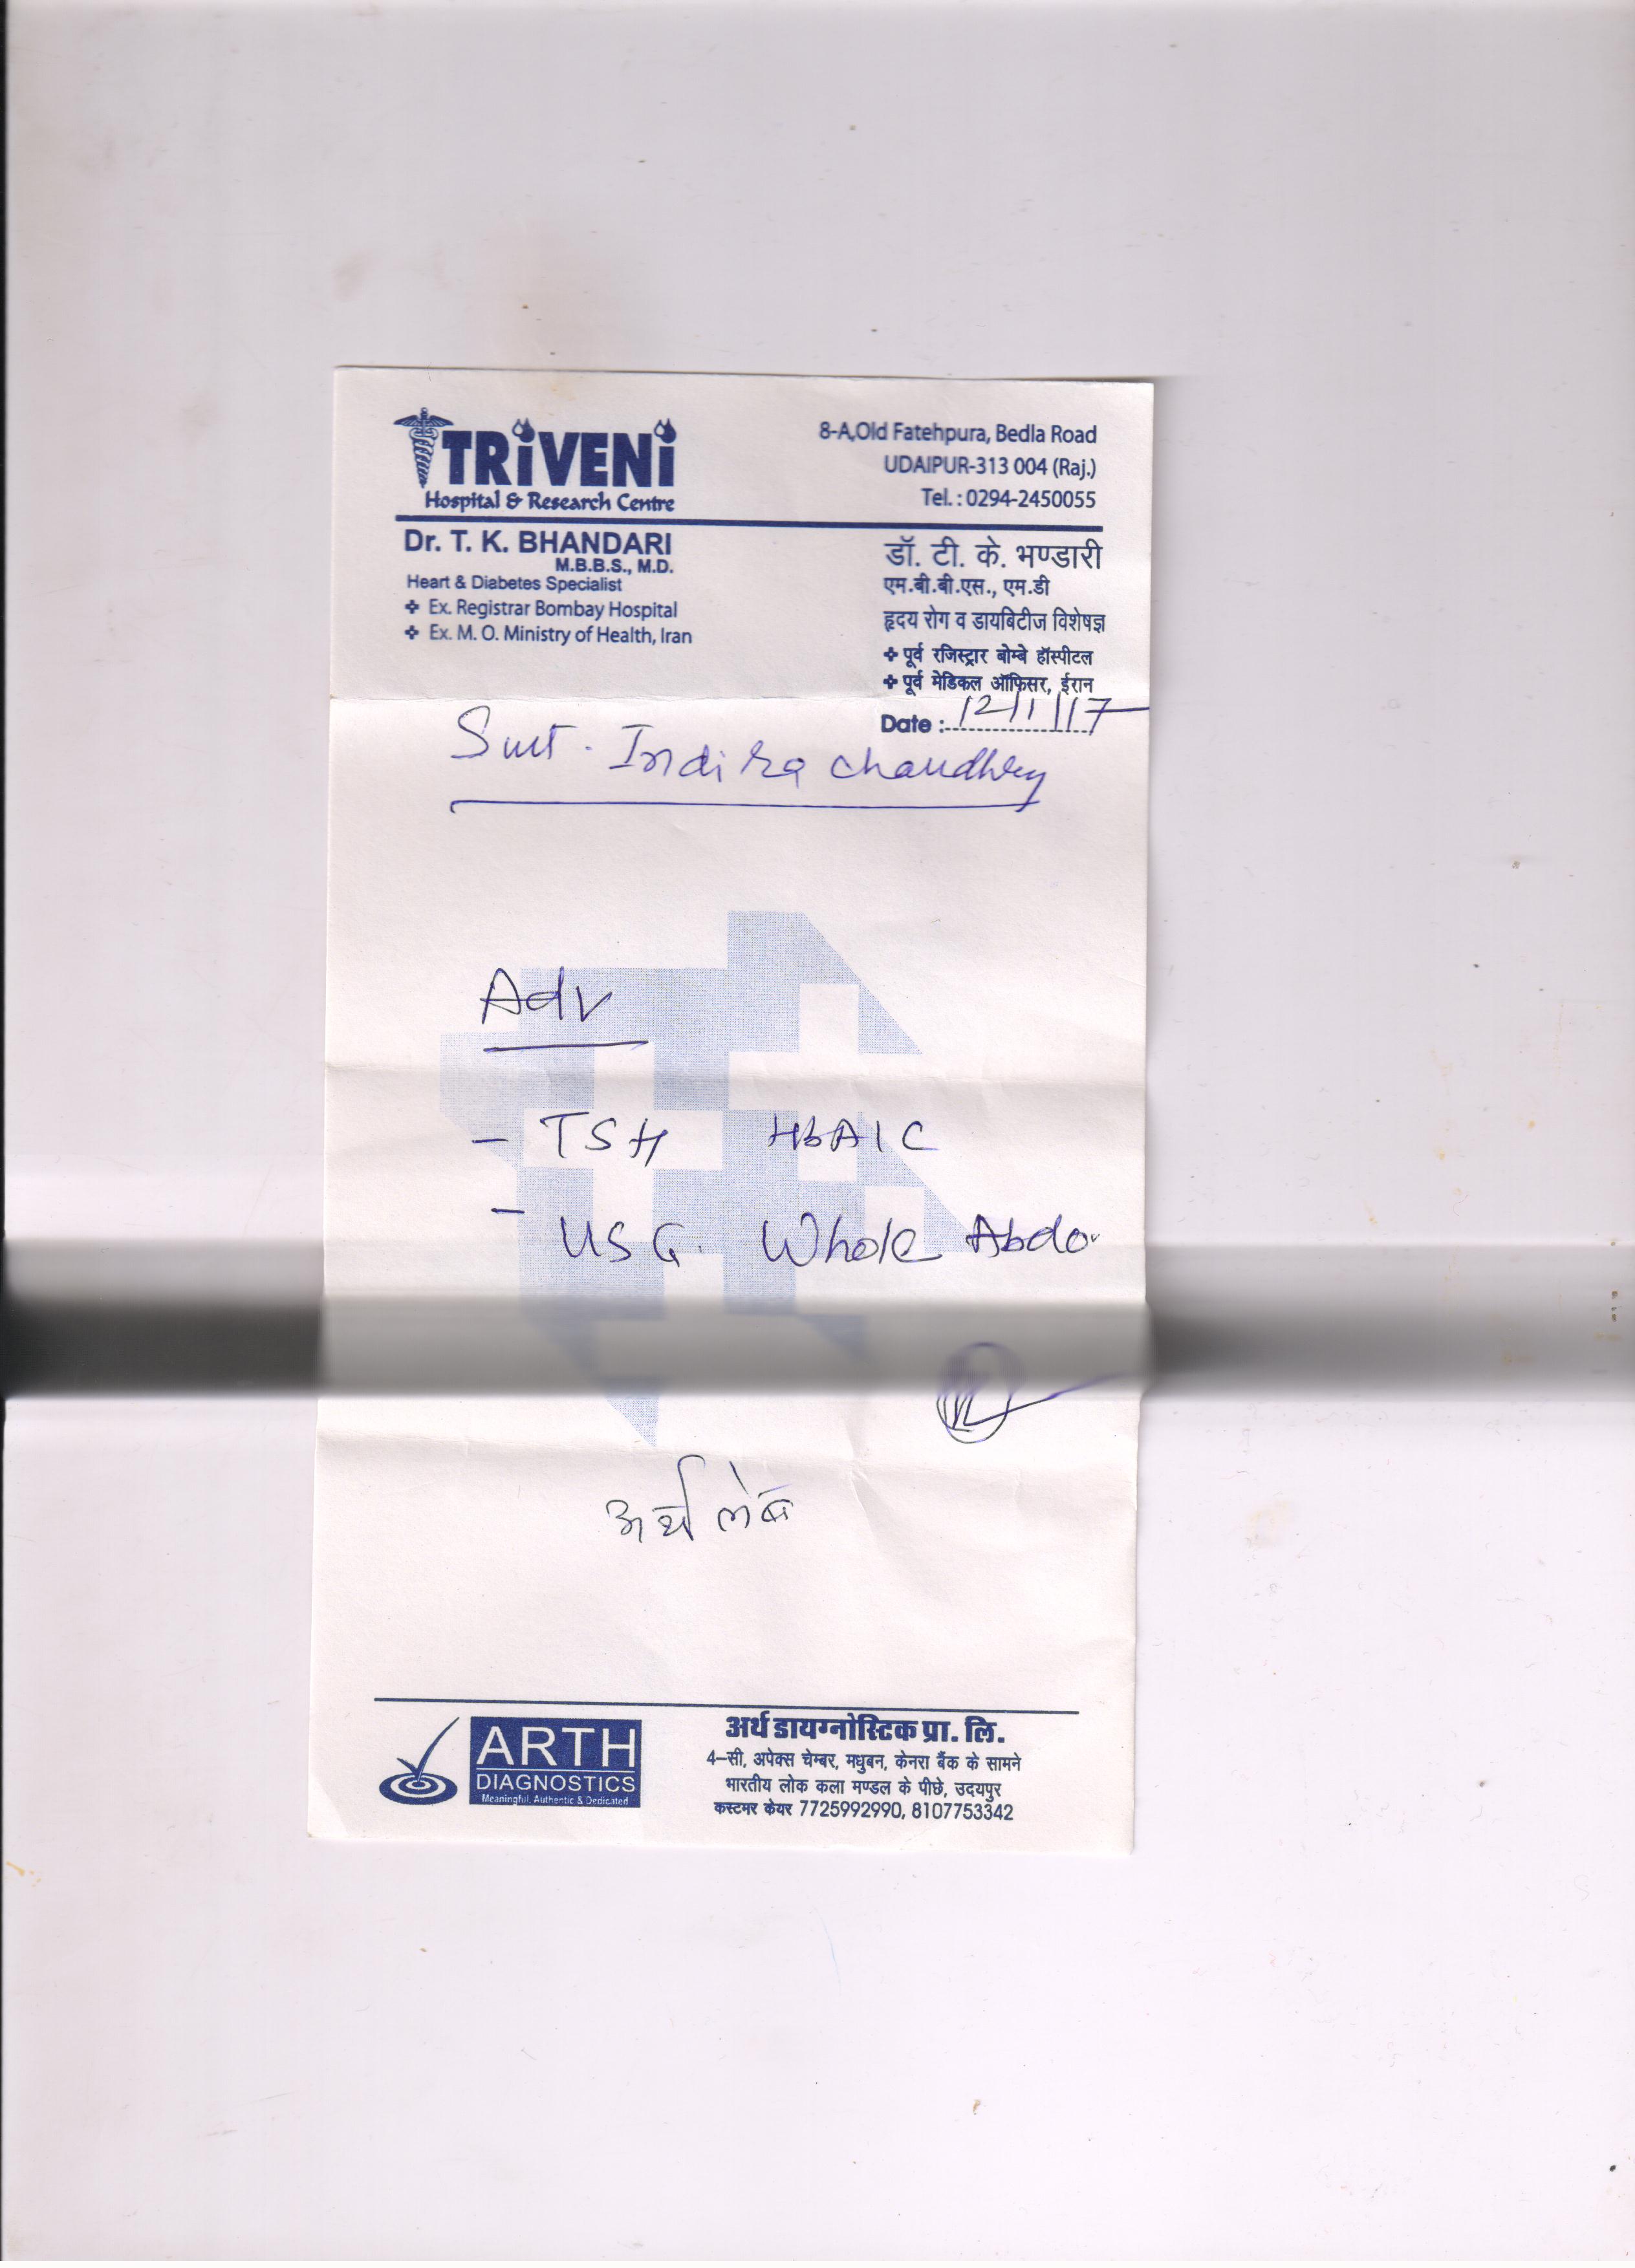 TRiVENi
Hospital & Research Centre
8-A,Old Fatehpura, Bedla Road
UDAIPUR-313 004 (Raj.)
Tel. : 0294-2450055
Dr. T. K. BHANDARI
M.B.B.S., M.D.
Heart & Diabetes Specialist
Ex. Registrar Bombay Hospital
Ex. M. O. Ministry of Health, Iran
डॉ. टी. के. भण्डारी
एम.बी.बी.एस., एम.डी
हृदय रोग व डायबिटीज विशेषज्ञ
पूर्व रजिस्ट्रार बोम्बे हॉस्पीटल
पूर्व मेडिकल ऑफिसर, ईरान
Date : 12/1/17
Smt. Indira chaudhry
Adv
- TSH HbA1C
- USG. Whole Abdo.
अर्थ लेब
ARTH
DIAGNOSTICS
Meaningful, Authentic & Dedicated
अर्थ डायग्नोस्टिक प्रा. लि.
4-सी, अपेक्स चेम्बर, मधुबन, केनरा बैंक के सामने
भारतीय लोक कला मण्डल के पीछे, उदयपुर
कस्टमर केयर 7725992990, 8107753342